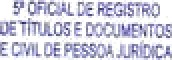 5º OFICIAL DE REGISTRO
DE TÍTULOS E DOCUMENTOS
E CIVIL DE PESSOA JURÍDICA